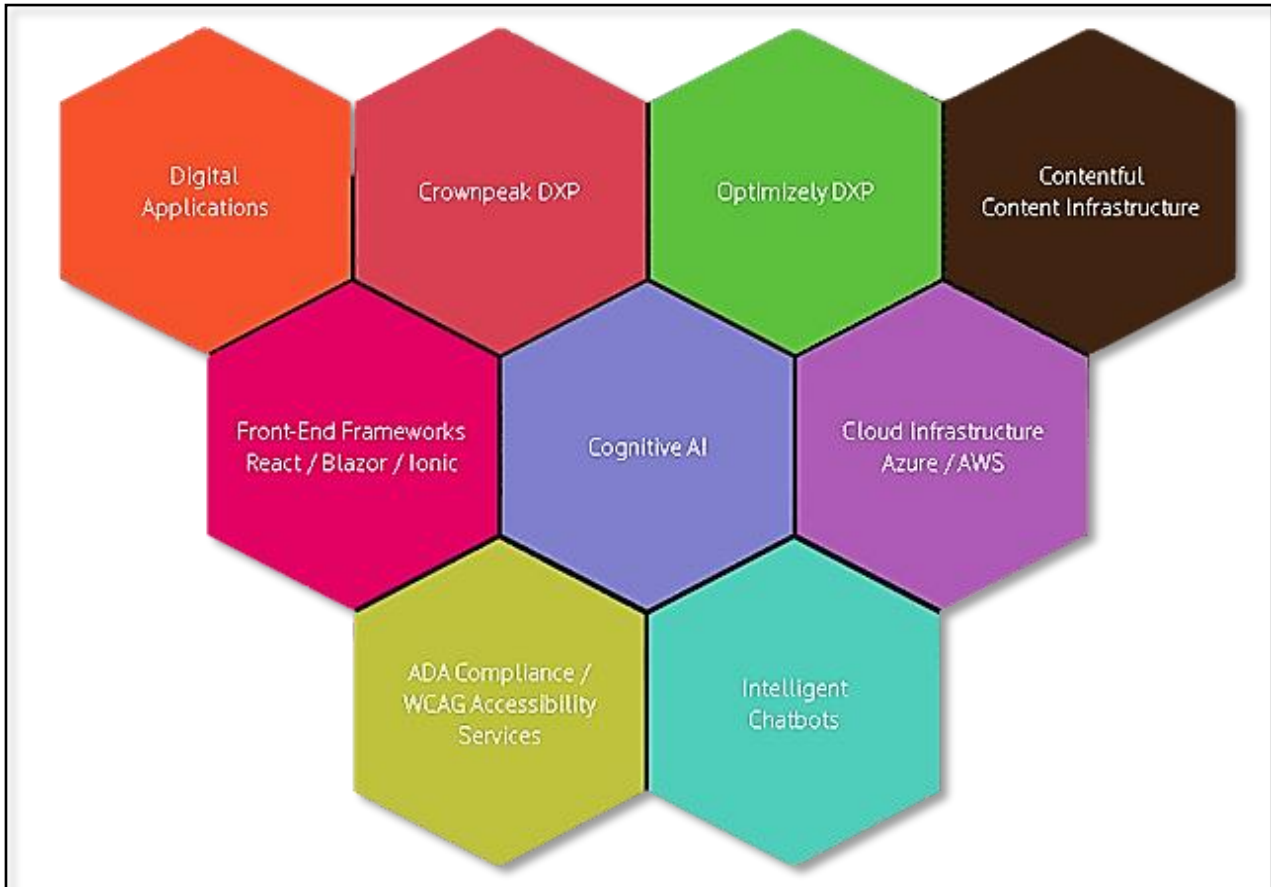 Digital
Applications
Crownpeak DXP
Optimizely DXP
Contentful
Content Infrastructure
Front-End Frameworks
React / Blazor / Ionic
Cognitive AI
Cloud Infrastructure
Azure / AWS
ADA Compliance /
WCAG Accessibility
Services
Intelligent
Chatbots